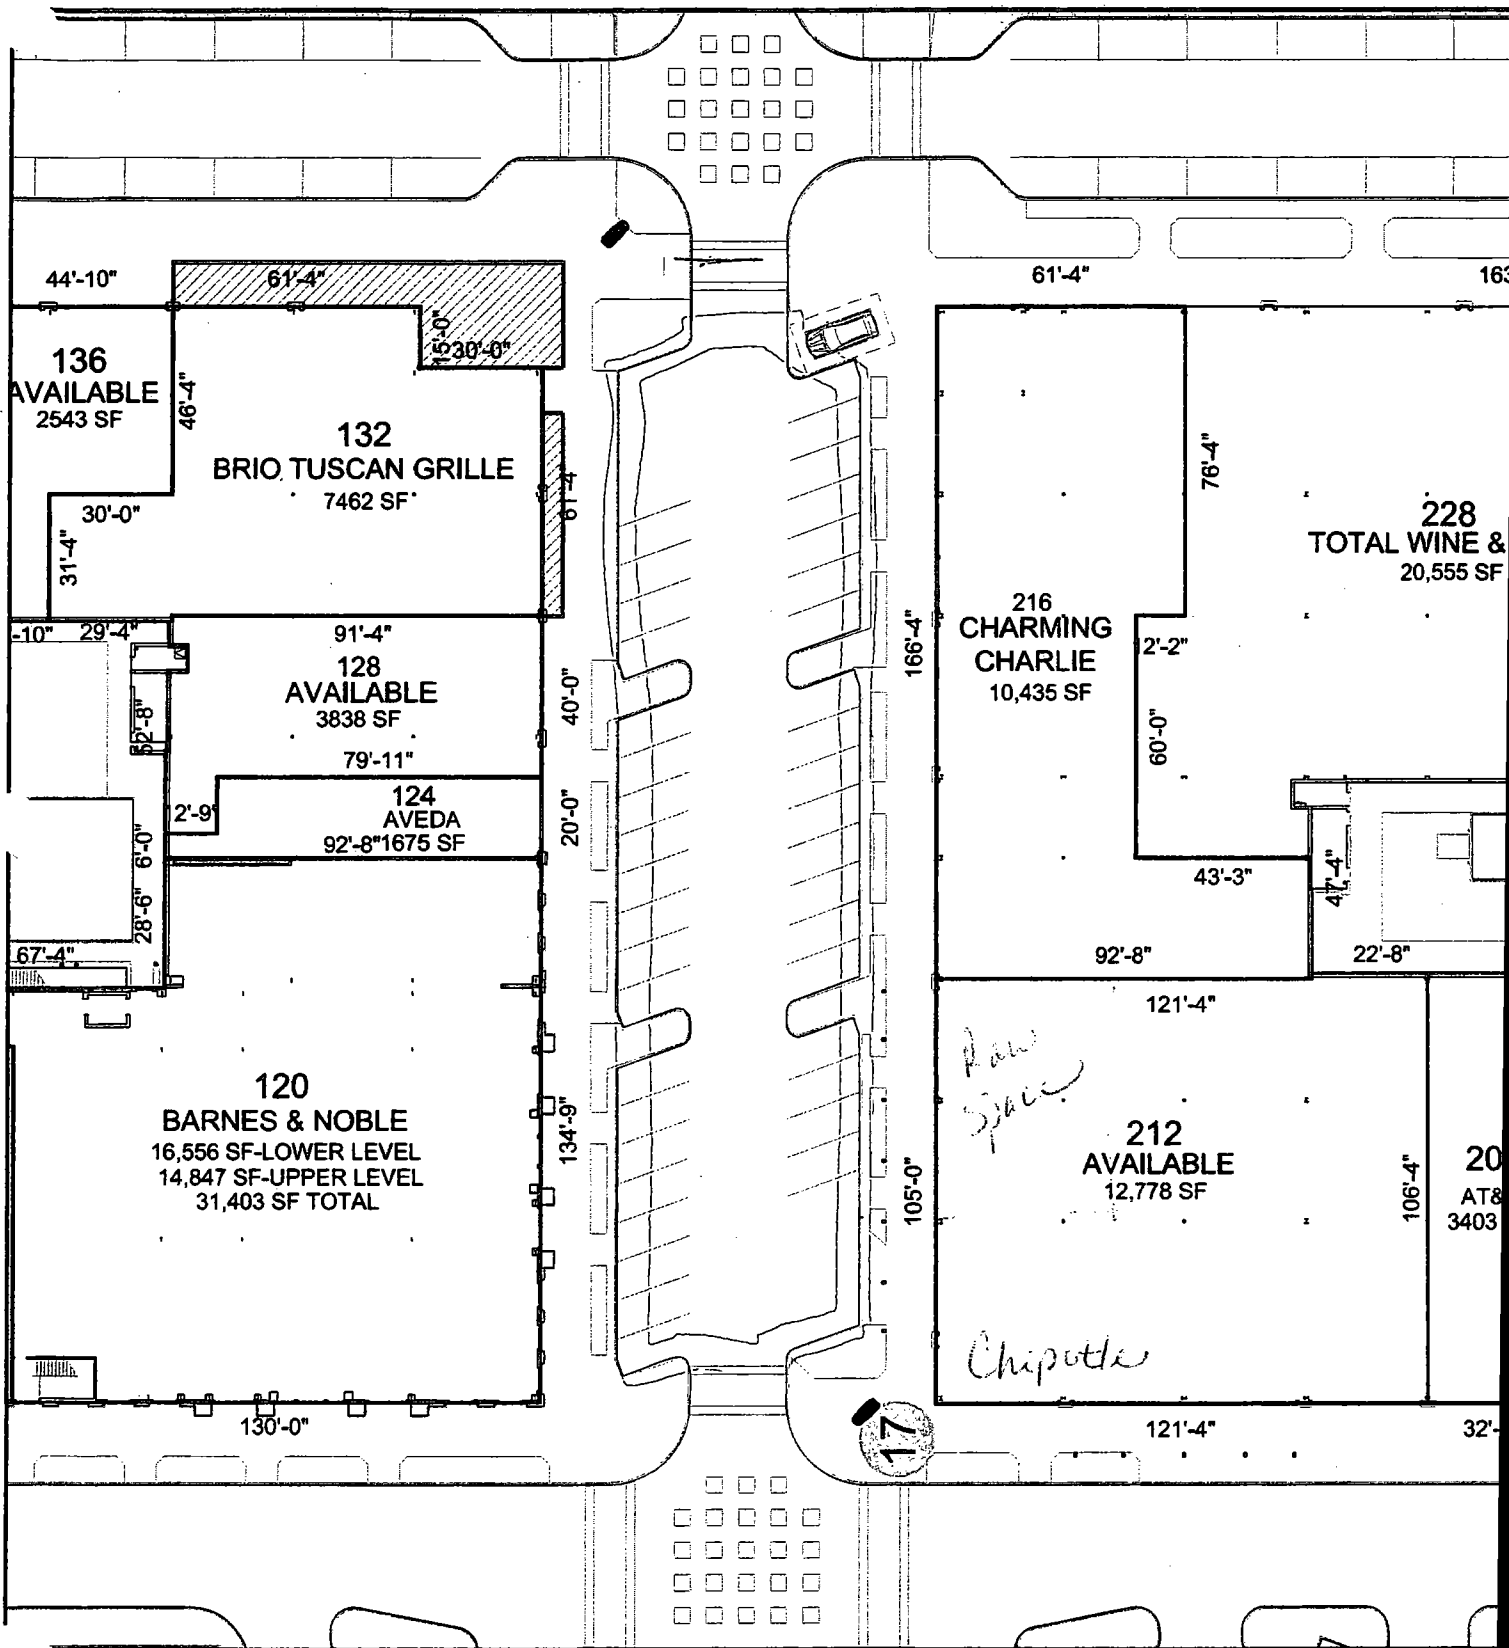 44'-10"
61'-4"
61'-4"
163
15'-0"
30'-0"
136
AVAILABLE
2543 SF
46'-4"
132
BRIO TUSCAN GRILLE
7462 SF
61'-4
30'-0"
31'-4"
76'-4"
228
TOTAL WINE &
20,555 SF
216
CHARMING
CHARLIE
10,435 SF
166'-4"
2'-2"
60'-0"
-10"
29'-4"
91'-4"
128
AVAILABLE
3838 SF
40'-0"
52'-8"
79'-11"
124
AVEDA
92'-8"1675 SF
2'-9"
20'-0"
6'-0"
28'-6"
43'-3"
47'-4"
67'-4"
92'-8"
22'-8"
121'-4"
Raw
Space
120
BARNES & NOBLE
16,556 SF-LOWER LEVEL
14,847 SF-UPPER LEVEL
31,403 SF TOTAL
134'-9"
105'-0"
212
AVAILABLE
12,778 SF
106'-4"
20
AT&
3403
Chipotle
130'-0"
17
121'-4"
32'-